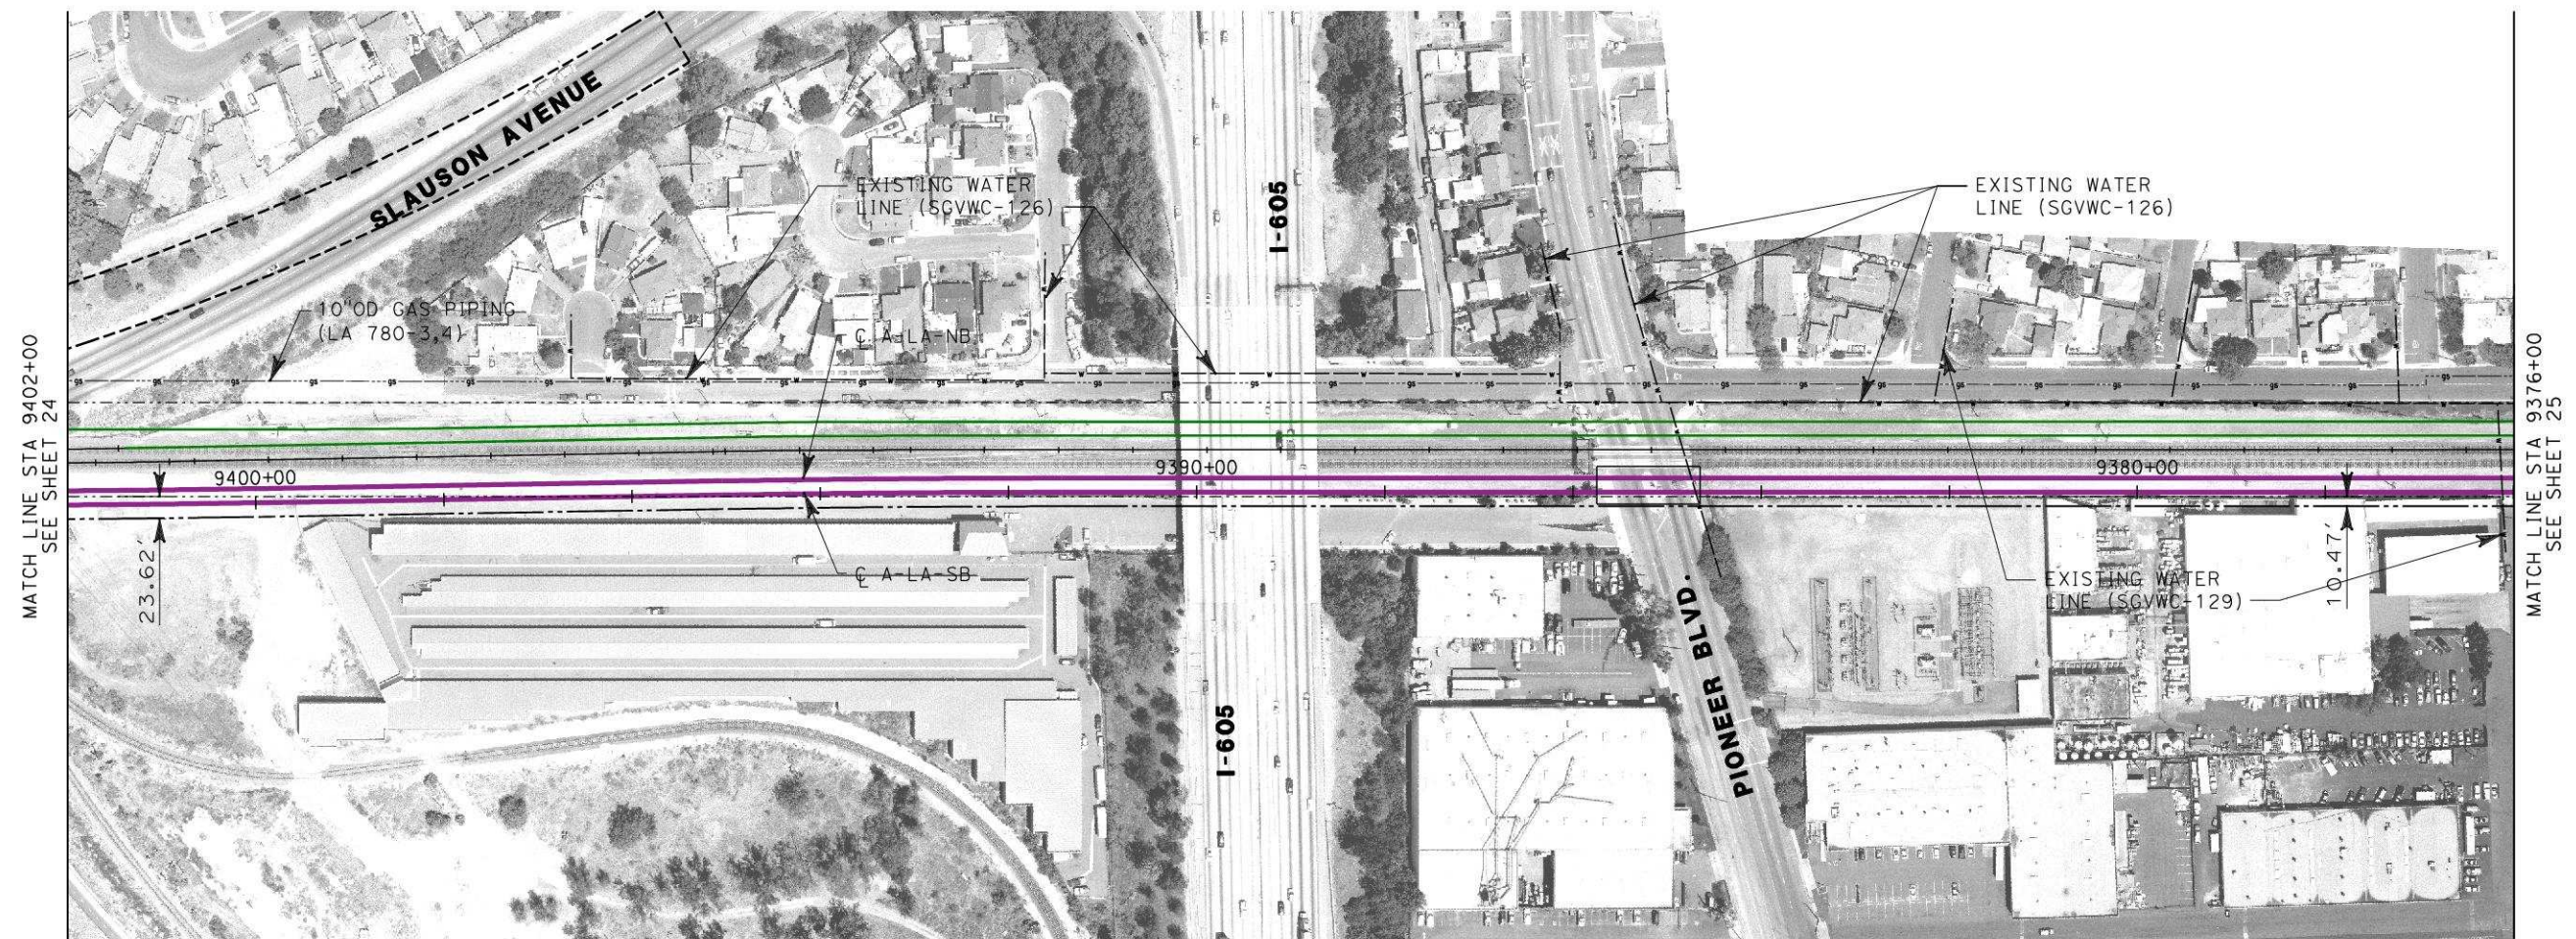 SLAUSON AVENUE
EXISTING WATER
LINE (SGVWC-126)
I-605
EXISTING WATER
LINE (SGVWC-126)
10"OD GAS PIPING
(LA 780-3,4)
℄ A-LA-NB
MATCH LINE STA 9402+00
SEE SHEET 24
9400+00
9390+00
9380+00
MATCH LINE STA 9376+00
SEE SHEET 25
23.62'
℄ A-LA-SB
PIONEER BLVD.
EXISTING WATER
LINE (SGVWC-129)
10.47'
I-605